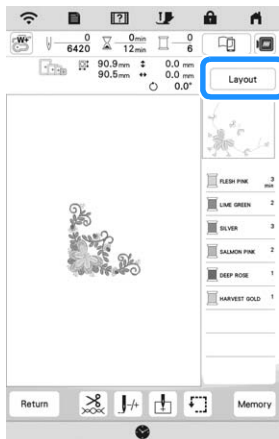 W+
0
6420
0min
12min
0
6
90.9mm 0.0 mm
90.5mm 0.0 mm
0.0°
Layout
FLESH PINK 3
min
LIME GREEN 2
SILVER 3
SALMON PINK 2
DEEP ROSE 1
HARVEST GOLD 1
Return
-/+
Memory